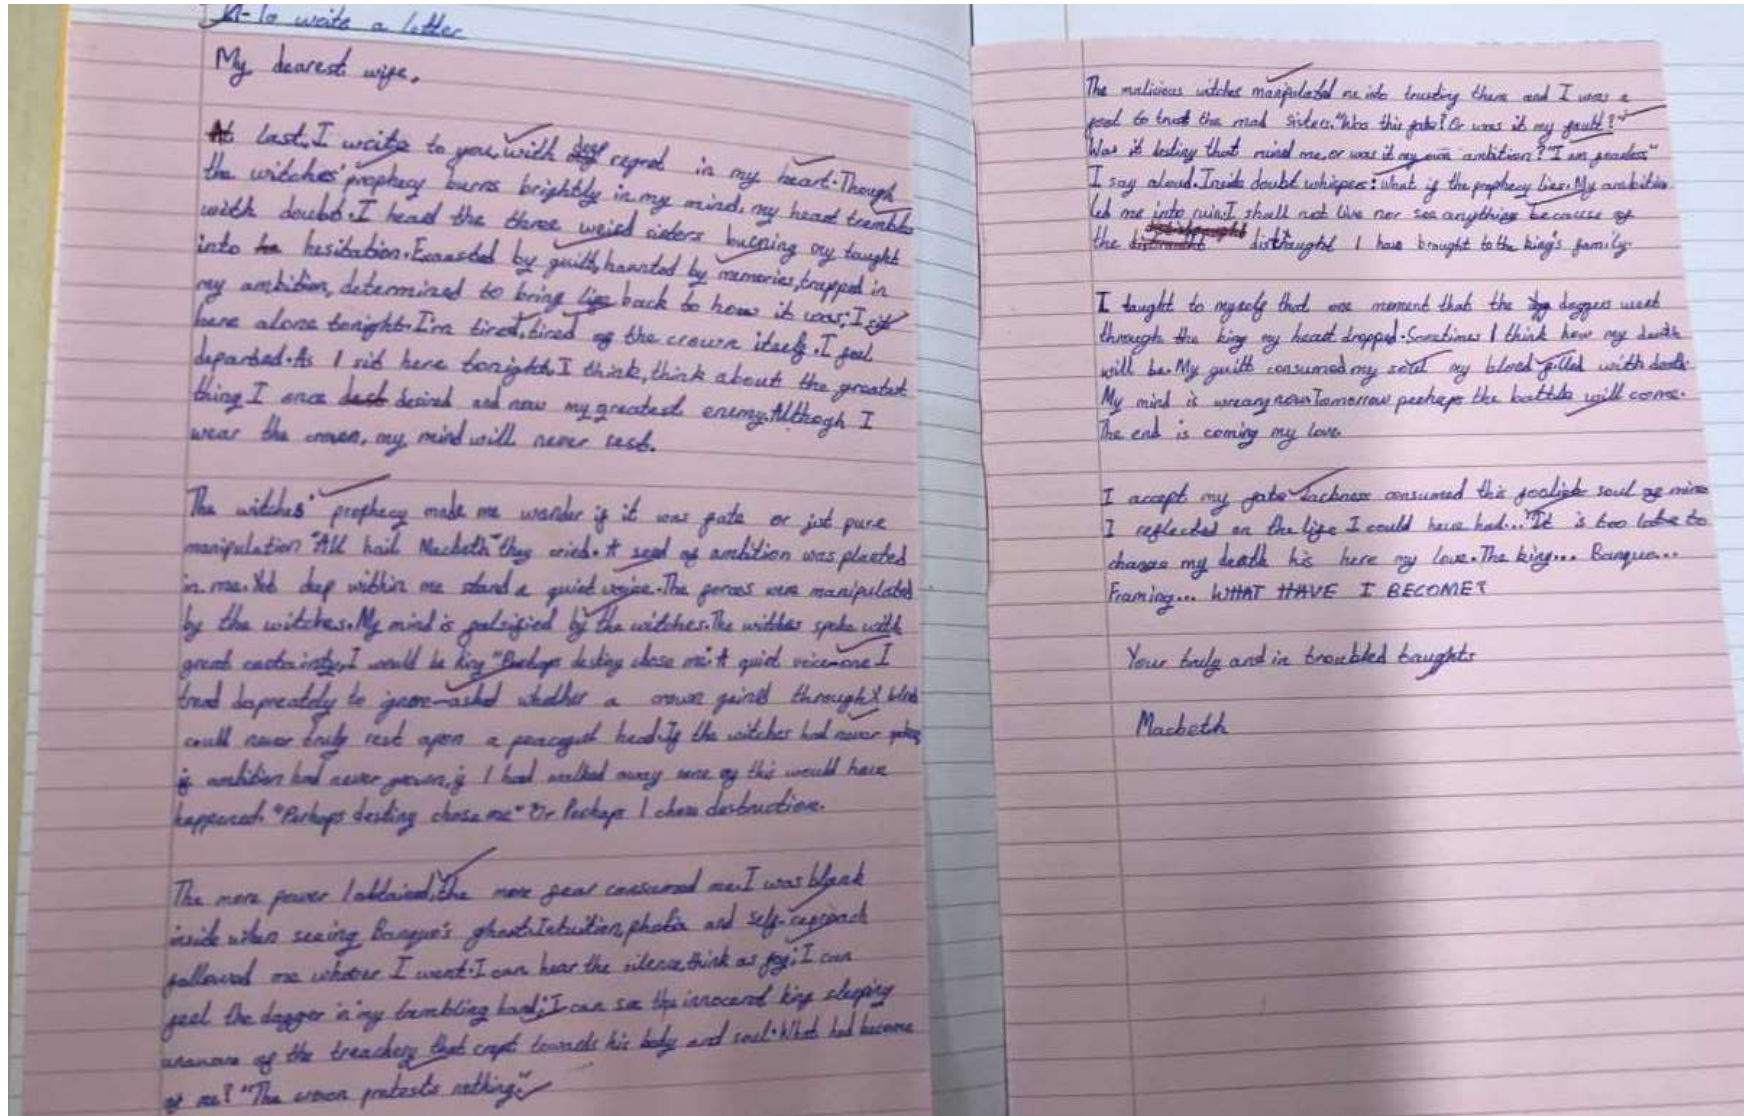 LI-To write a letter
My dearest wife,
At last, I write to you, with deep regret in my heart. Though
the witches' prophecy burns brightly in my mind, my heart trembles
with doubt. I heard the three weird sisters burning my taught
into hesitation. Exausted by guilt, haunted by memories, trapped in
my ambition, determined to bring life back to how it was; I sit
here alone tonight. I'm tired, tired of the crown itself. I feel
departed. As I sit here tonight, I think, think about the greatest
thing I once desired and now my greatest enemy. Althogh I
wear the crown, my mind will never rest.
The witches' prophecy made me wonder if it was fate or just pure
manipulation "All hail Macbeth" they cried. A seed of ambition was planted
in me. Yet deep within me stand a quiet voice. The forces were manipulated
by the witches. My mind is falsified by the witches. The witches spoke with
great certainty, I would be king "Perhaps destiny chose me". A quiet voice-one I
tread to ignore-asked whether a crown gaind through blood
could never truly rest apon a peaceful head. If the witches had never spoken,
if ambition had never grown, if I had walked away none of this would have
happened. "Perhaps destiny chose me" Or Perhaps I chose destruction.
The more power I obtained, the more fear consumed me. I was blank
inside when seeing Banquo's ghost. Intuition, phobia and self-reproach
followed me whatever I went. I can hear the silence, think as fog; I can
feel the dagger in my trembling hand; I can see the innocent king sleeping
unaware of the treachery that crept towards his body and soul. What had become
of me? "The crown protests nothing."
The malicious witches manipulated me into trusting them and I was a
fool to trust the mad sisters. "Was this fate? Or was it my fault?"
Was it destiny that me, or was it my own ambition? "I am fearless"
I say aloud. Inside doubt whispers: what if the prophecy lies. My ambition
led me into ruin. I shall not live nor see anything because of
the distraught I have brought to the king's family.
I taught to myself that one moment that the daggers went
through the king my heart dropped. Sometimes I think how my death
will be. My guilt consumed my soul my blood filled with death.
My mind is weary now. Tomorrow perhaps the battle will come.
The end is coming my love.
I accept my fate consumed this foolish soul of mine
I reflected on the life I could have had... "It is too late to
change my death his here my love. The king... Banquo...
Framing... WHAT HAVE I BECOME?
Your truly and in troubled taughts
Macbeth